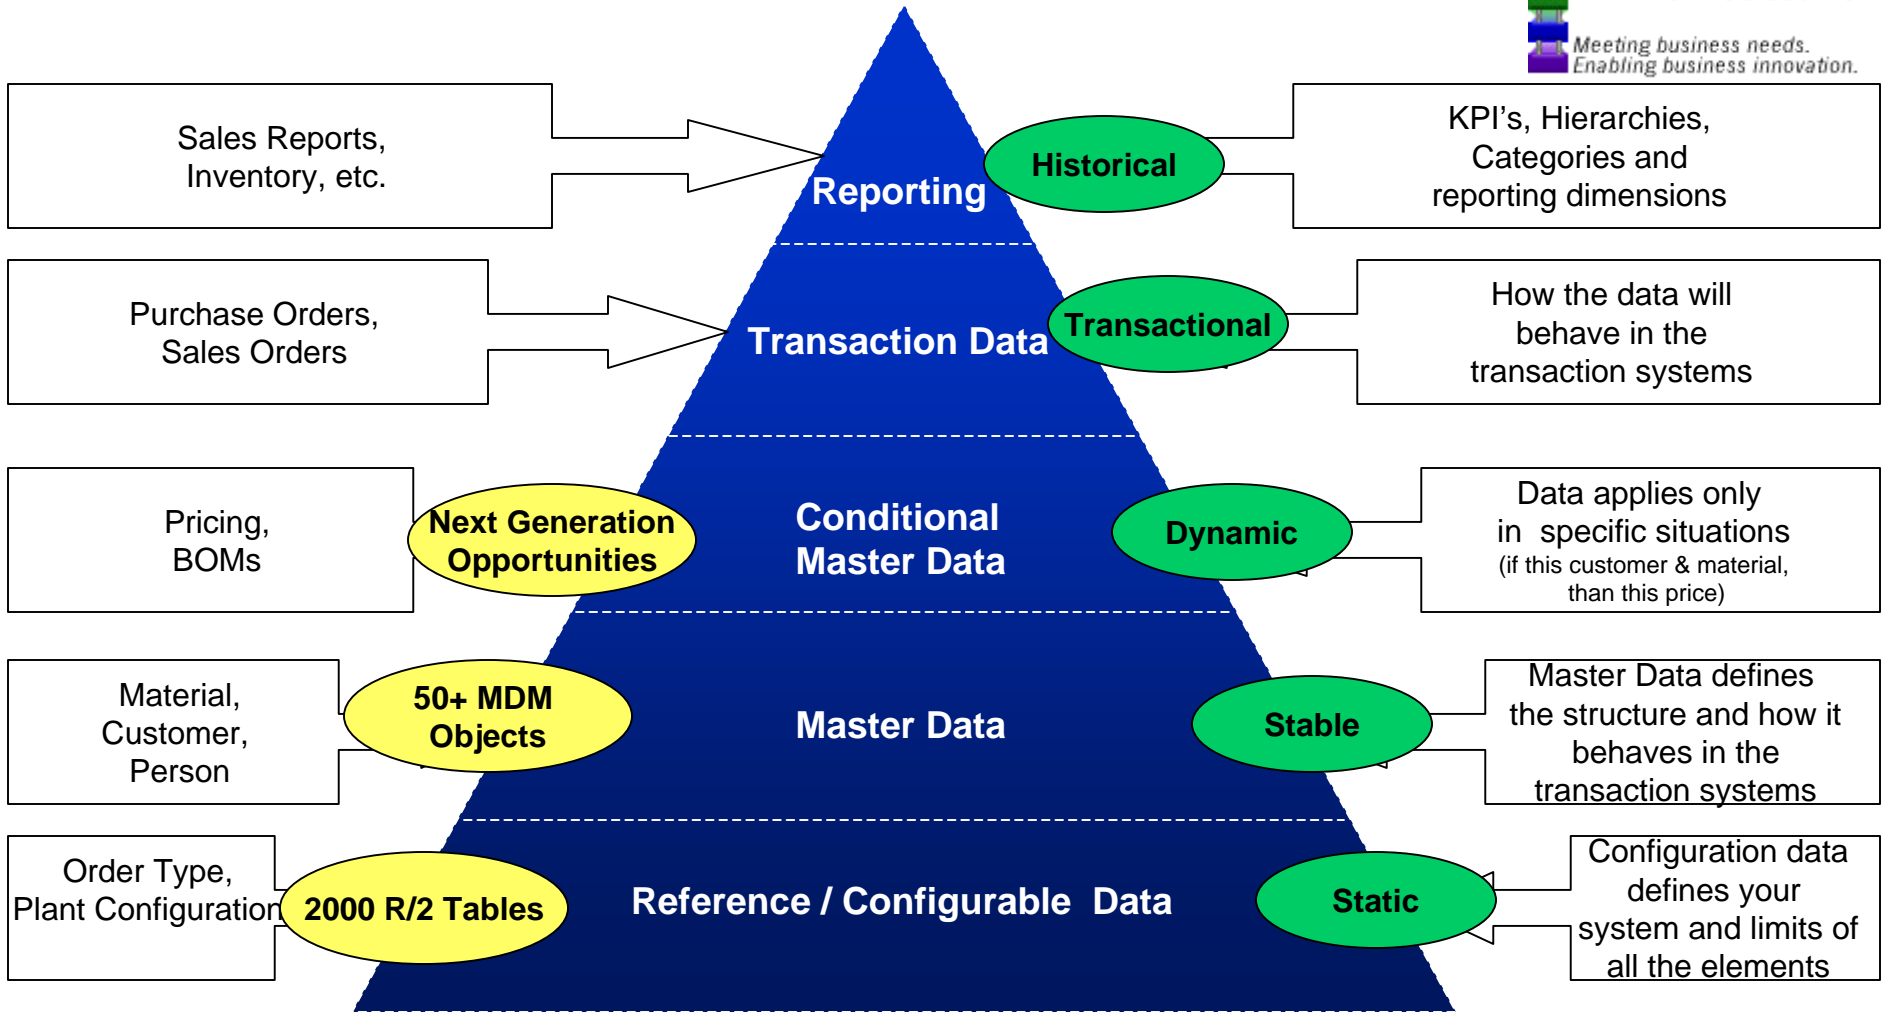 Meeting business needs.
Enabling business innovation.
Sales Reports,
Inventory, etc.
Reporting
Historical
KPI's, Hierarchies,
Categories and
reporting dimensions
Purchase Orders,
Sales Orders
Transaction Data
Transactional
How the data will
behave in the
transaction systems
Pricing,
BOMs
Next Generation
Opportunities
Conditional
Master Data
Dynamic
Data applies only
in specific situations
(if this customer & material,
than this price)
Material,
Customer,
Person
50+ MDM
Objects
Master Data
Stable
Master Data defines
the structure and how it
behaves in the
transaction systems
Order Type,
Plant Configuration
2000 R/2 Tables
Reference / Configurable Data
Static
Configuration data
defines your
system and limits of
all the elements